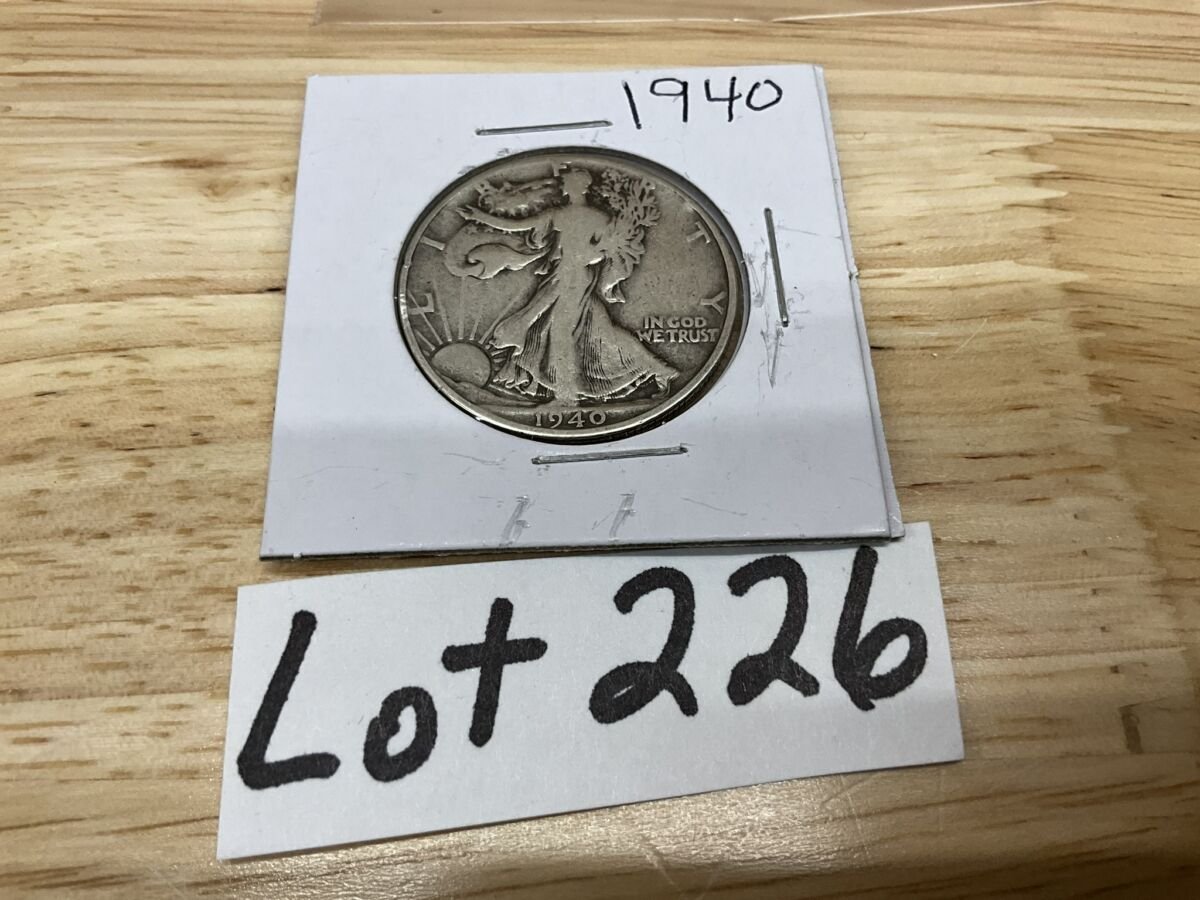 1940
LIBERTY
IN GOD
WE TRUST
1940
Lot 226